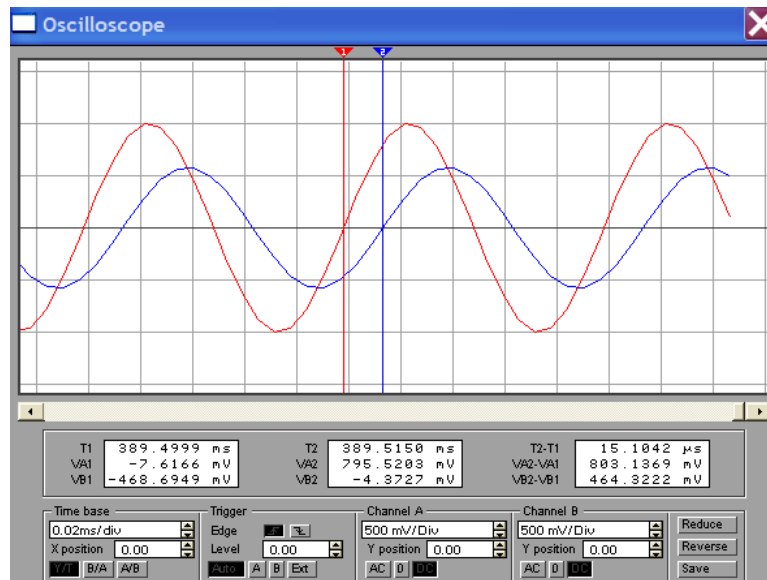 Oscilloscope
1 2
T1 389.4999 ms T2 389.5150 ms T2-T1 15.1042 µs
VA1 -7.6166 mV VA2 795.5203 mV VA2-VA1 803.1369 mV
VB1 -468.6949 mV VB2 -4.3727 mV VB2-VB1 464.3222 mV
Time base Trigger Channel A Channel B
0.02ms/div Edge 500 mV/Div 500 mV/Div Reduce
X position 0.00 Level 0.00 Y position 0.00 Y position 0.00 Reverse
Y/T B/A A/B Auto A B Ext AC 0 DC AC 0 DC Save